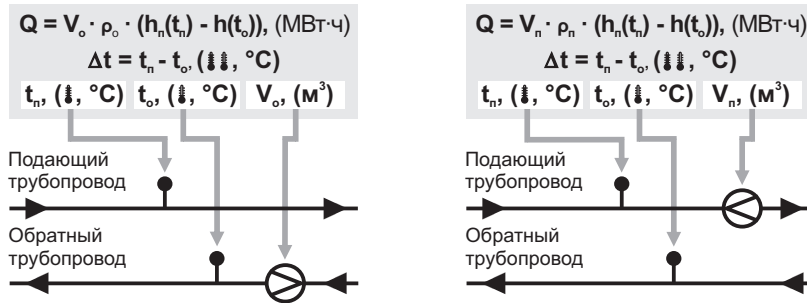 Q = Vₒ · ρₒ · (hₙ(tₙ) - h(tₒ)), (МВт·ч)
Δt = tₙ - tₒ, (🌡🌡, °C)
tₙ, (🌡, °C) tₒ, (🌡, °C) Vₒ, (м³)
Подающий
трубопровод
Обратный
трубопровод
Q = Vₙ · ρₙ · (hₙ(tₙ) - h(tₒ)), (МВт·ч)
Δt = tₙ - tₒ, (🌡🌡, °C)
tₙ, (🌡, °C) tₒ, (🌡, °C) Vₙ, (м³)
Подающий
трубопровод
Обратный
трубопровод